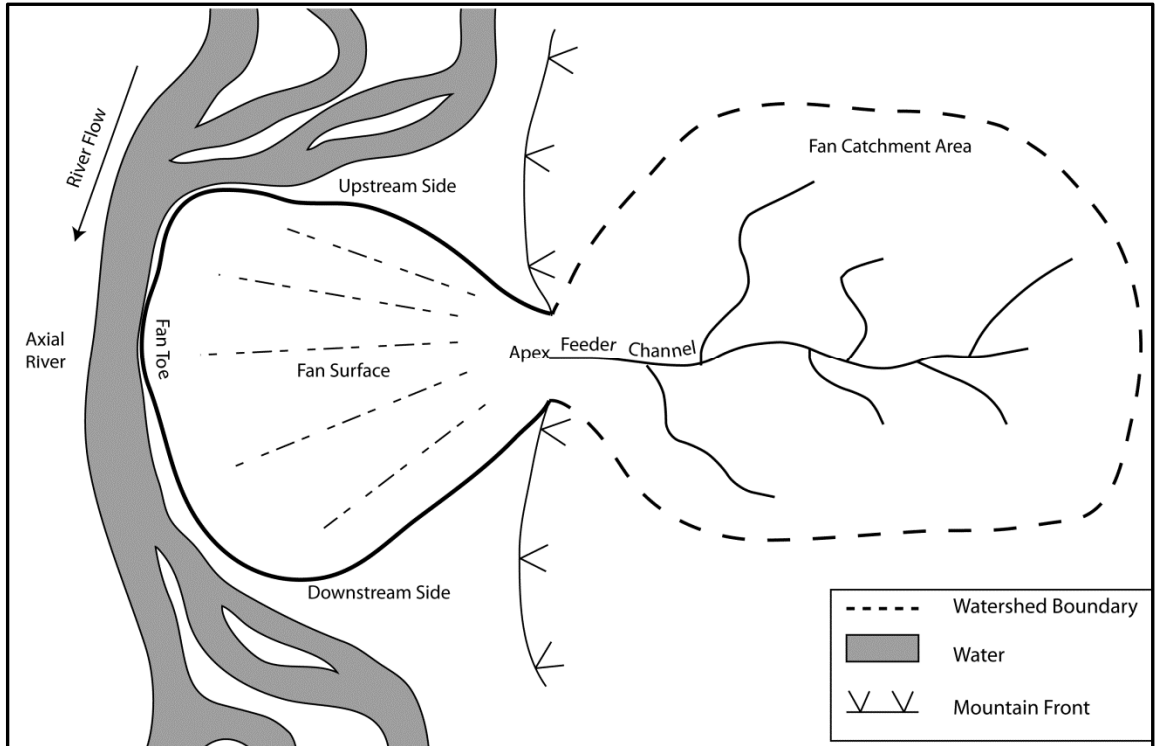 River Flow
Upstream Side
Fan Catchment Area
Axial
River
Fan Toe
Fan Surface
Apex
Feeder Channel
Downstream Side
Watershed Boundary
Water
Mountain Front